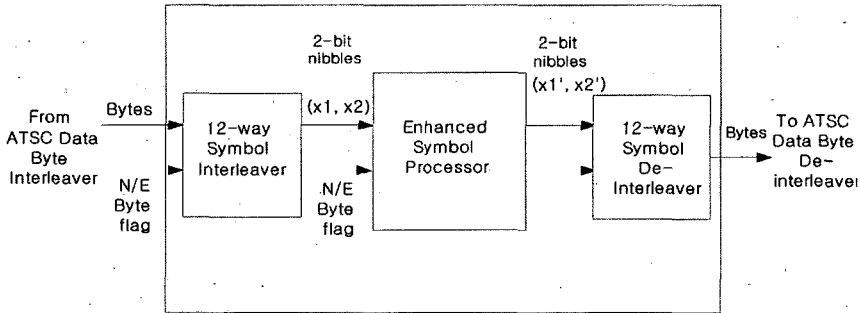 From
ATSC Data
Byte
Interleaver
Bytes
N/E
Byte
flag
12-way
Symbol
Interleaver
2-bit
nibbles
(x1, x2)
N/E
Byte
flag
Enhanced
Symbol
Processor
2-bit
nibbles
(x1', x2')
12-way
Symbol
De-
Interleaver
Bytes
To ATSC
Data Byte
De-
interleaver